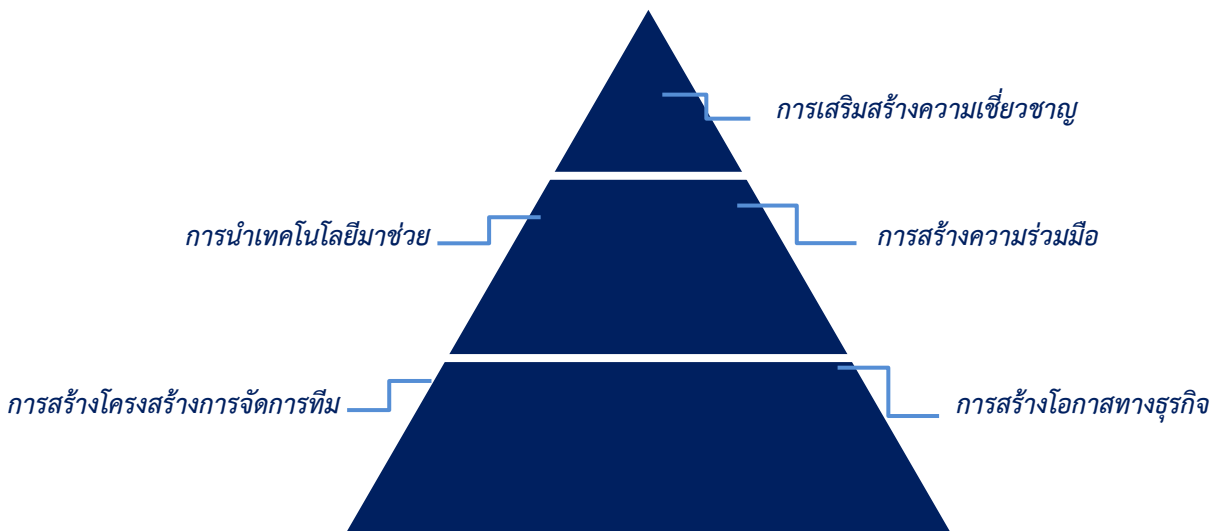 การเสริมสร้างความเชี่ยวชาญ
การนำเทคโนโลยีมาช่วย
การสร้างความร่วมมือ
การสร้างโครงสร้างการจัดการทีม
การสร้างโอกาสทางธุรกิจ